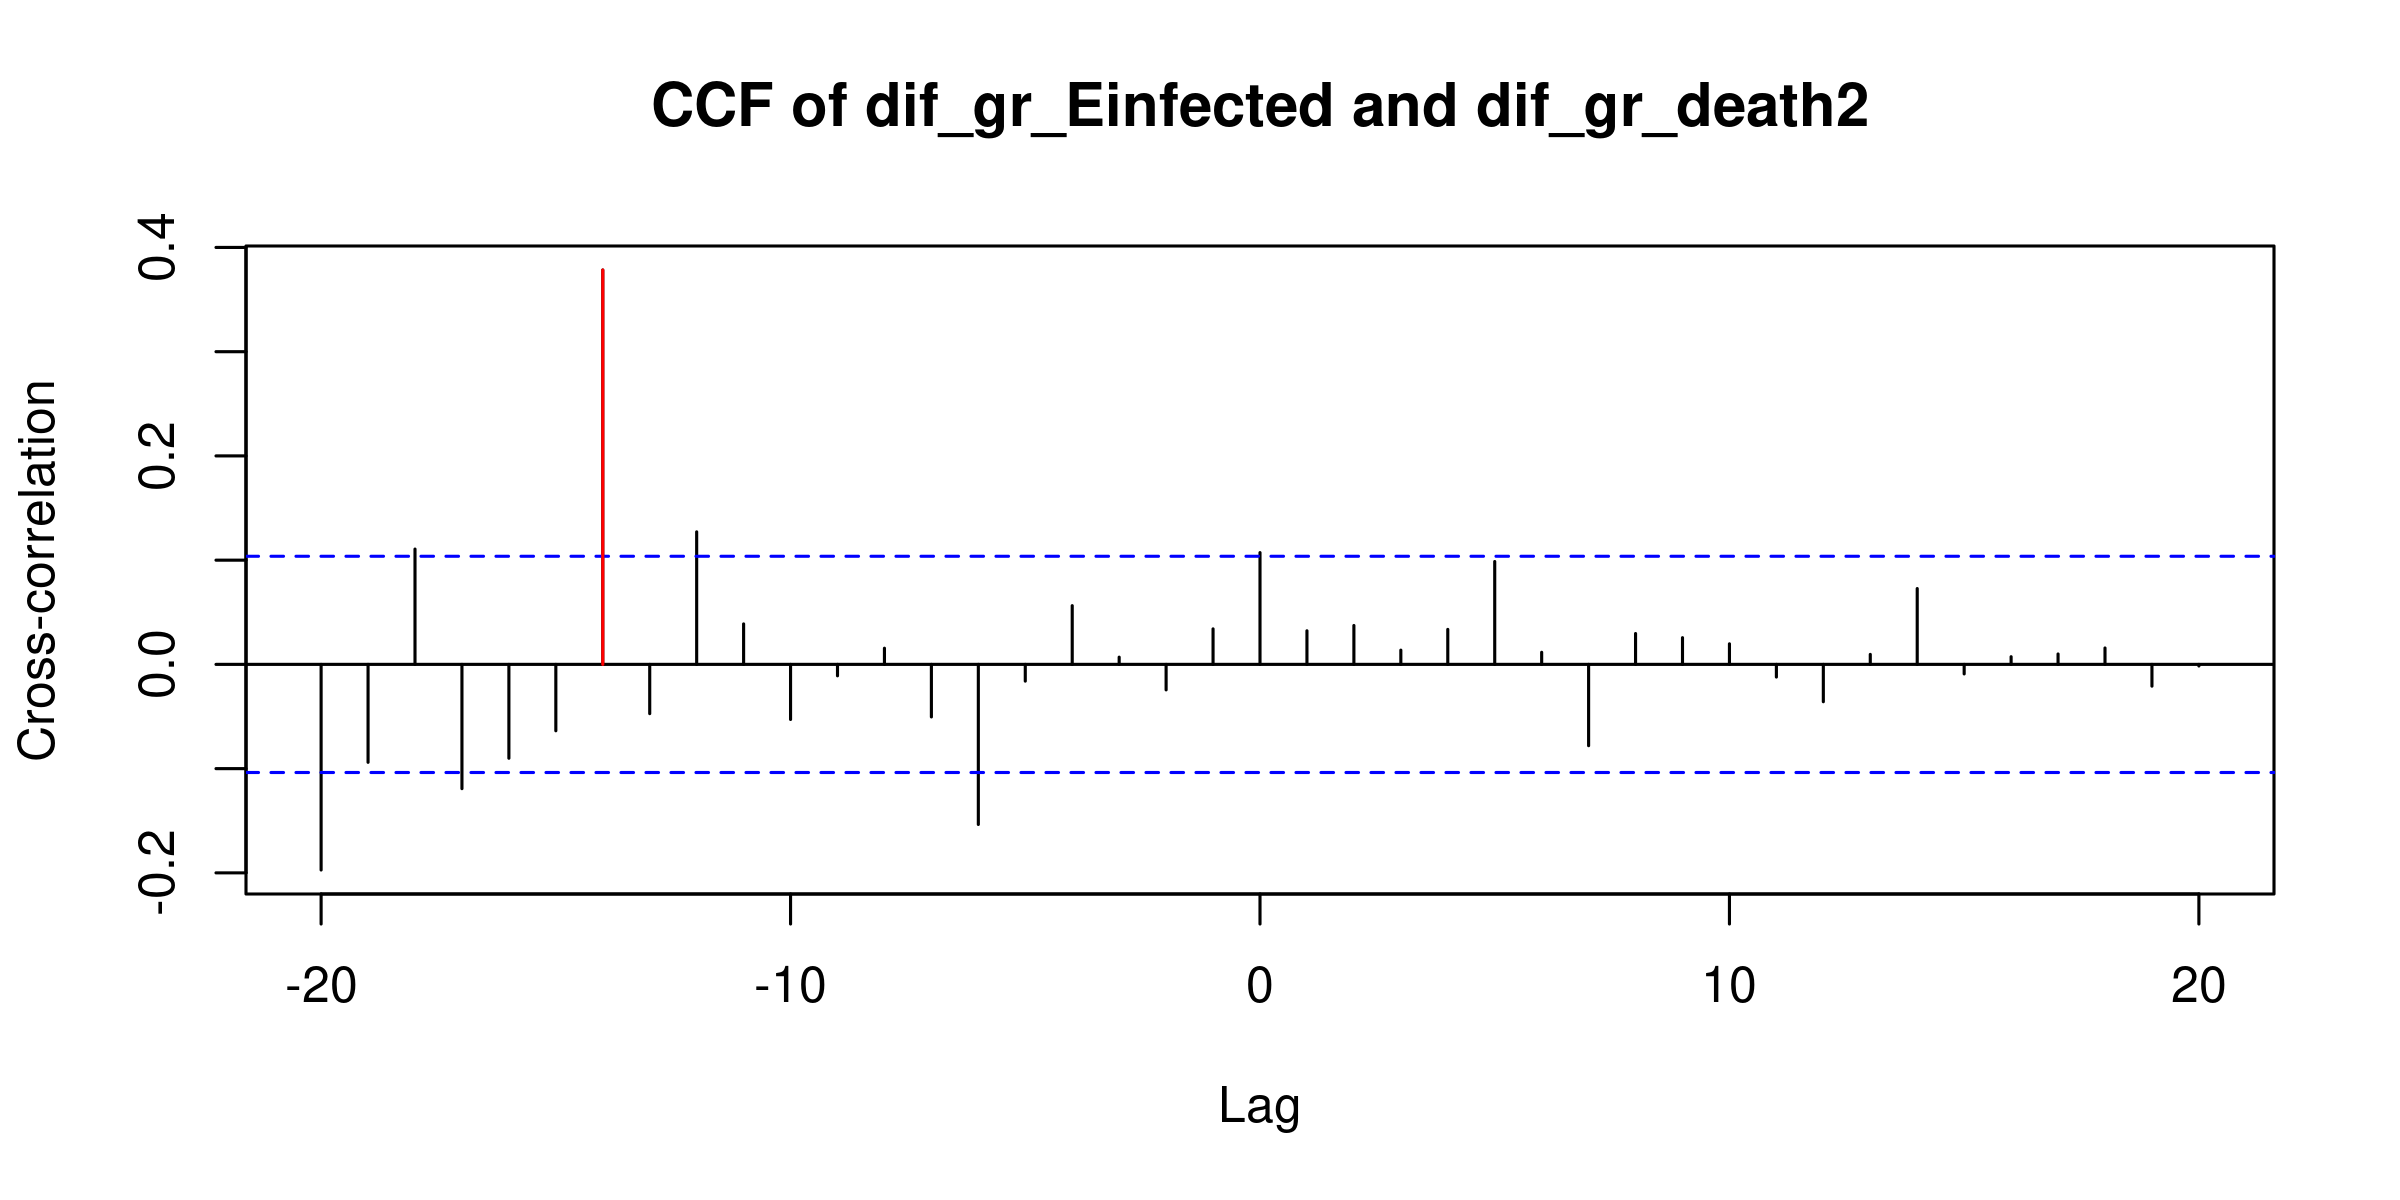 CCF of dif_gr_Einfected and dif_gr_death2
Cross-correlation
0.4
0.2
0.0
-0.2
-20 -10 0 10 20
Lag